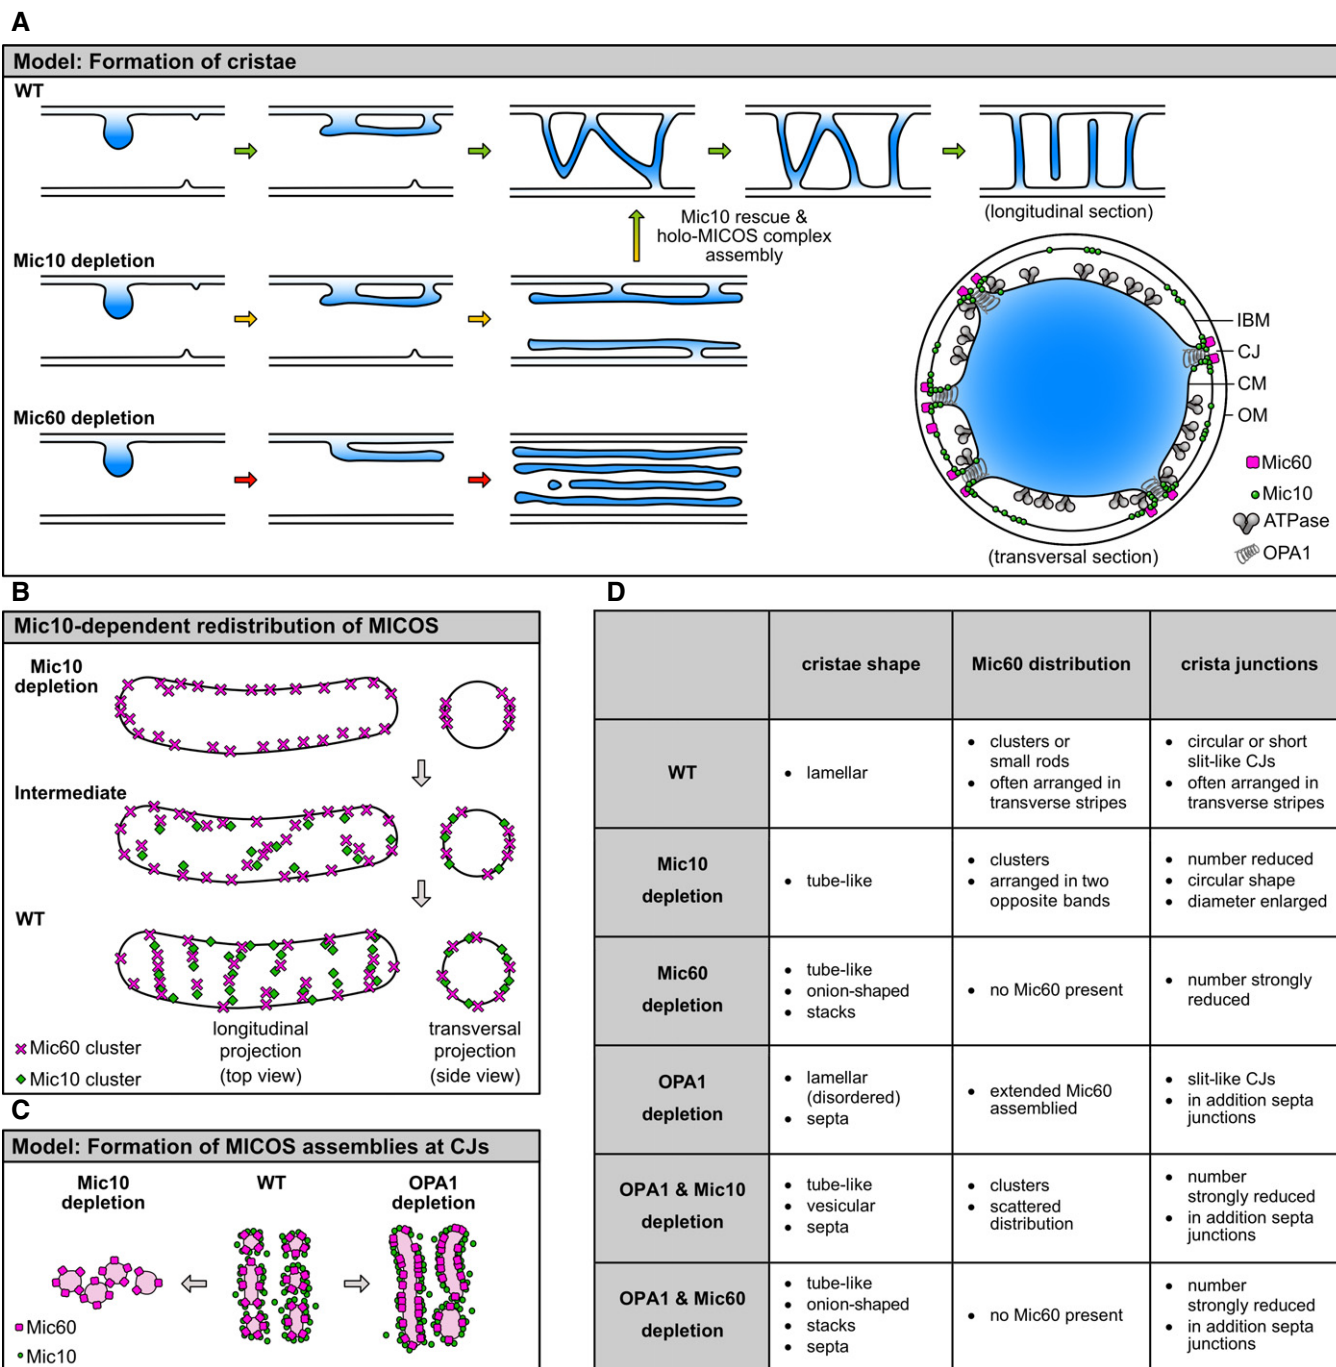 A
Model: Formation of cristae
WT
Mic10 rescue &
holo-MICOS complex
assembly
(longitudinal section)
Mic10 depletion
Mic60 depletion
IBM
CJ
CM
OM
Mic60
Mic10
ATPase
OPA1
(transversal section)
B
Mic10-dependent redistribution of MICOS
Mic10
depletion
Intermediate
WT
longitudinal
projection
(top view)
transversal
projection
(side view)
Mic60 cluster
Mic10 cluster
C
Model: Formation of MICOS assemblies at CJs
Mic10
depletion
WT
OPA1
depletion
Mic60
Mic10
D
cristae shape
Mic60 distribution
crista junctions
WT
• lamellar
• clusters or
small rods
• often arranged in
transverse stripes
• circular or short
slit-like CJs
• often arranged in
transverse stripes
Mic10
depletion
• tube-like
• clusters
• arranged in two
opposite bands
• number reduced
• circular shape
• diameter enlarged
Mic60
depletion
• tube-like
• onion-shaped
• stacks
• no Mic60 present
• number strongly
reduced
OPA1
depletion
• lamellar
(disordered)
• septa
• extended Mic60
assemblied
• slit-like CJs
• in addition septa
junctions
OPA1 & Mic10
depletion
• tube-like
• vesicular
• septa
• clusters
• scattered
distribution
• number
strongly reduced
• in addition septa
junctions
OPA1 & Mic60
depletion
• tube-like
• onion-shaped
• stacks
• septa
• no Mic60 present
• number
strongly reduced
• in addition septa
junctions